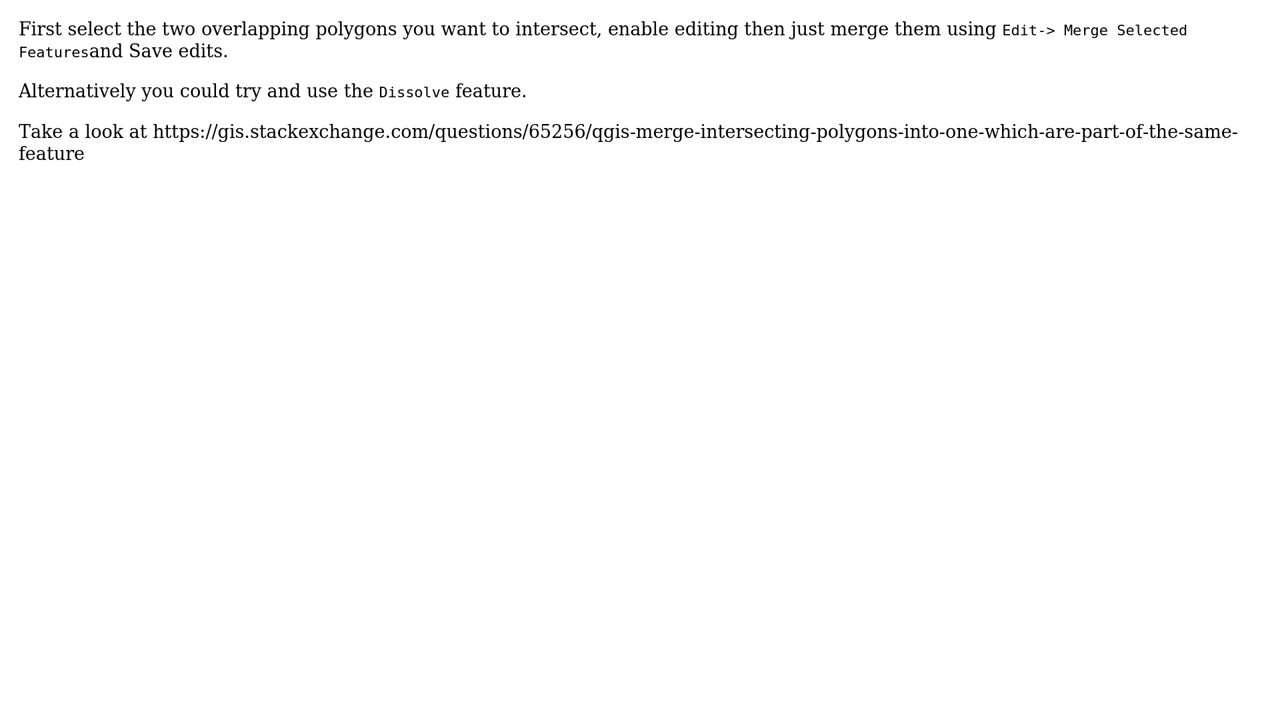 First select the two overlapping polygons you want to intersect, enable editing then just merge them using Edit-> Merge Selected
Featuresand Save edits.
Alternatively you could try and use the Dissolve feature.
Take a look at https://gis.stackexchange.com/questions/65256/qgis-merge-intersecting-polygons-into-one-which-are-part-of-the-same-
feature